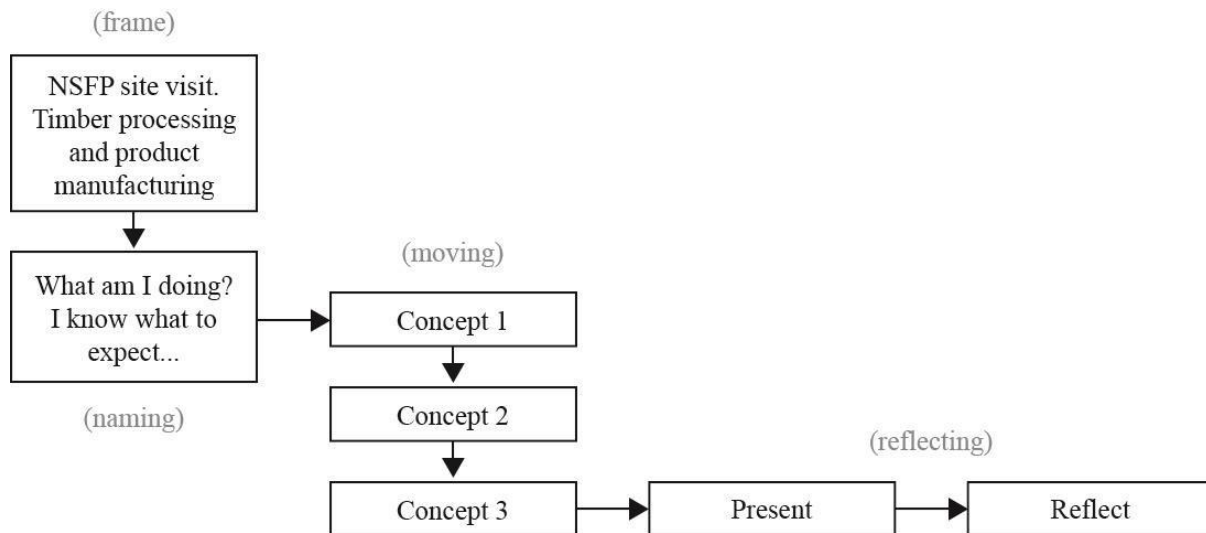 (frame)
NSFP site visit.
Timber processing
and product
manufacturing
What am I doing?
I know what to
expect...
(naming)
(moving)
Concept 1
Concept 2
Concept 3
(reflecting)
Present
Reflect